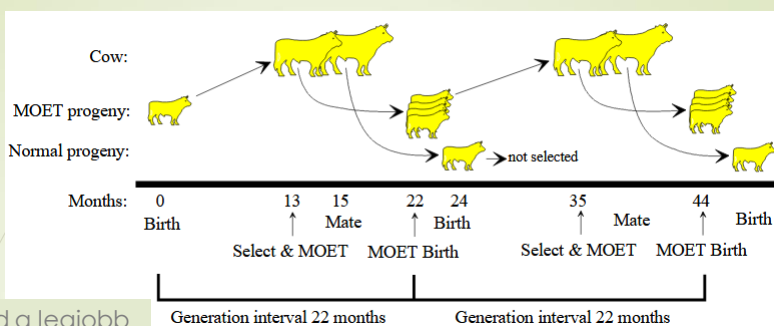 Cow:
MOET progeny:
Normal progeny:
not selected
Months: 0 13 15 22 24 35 44
Birth Mate Birth Mate Birth
Select & MOET MOET Birth Select & MOET MOET Birth
Generation interval 22 months Generation interval 22 months
d a legjobb